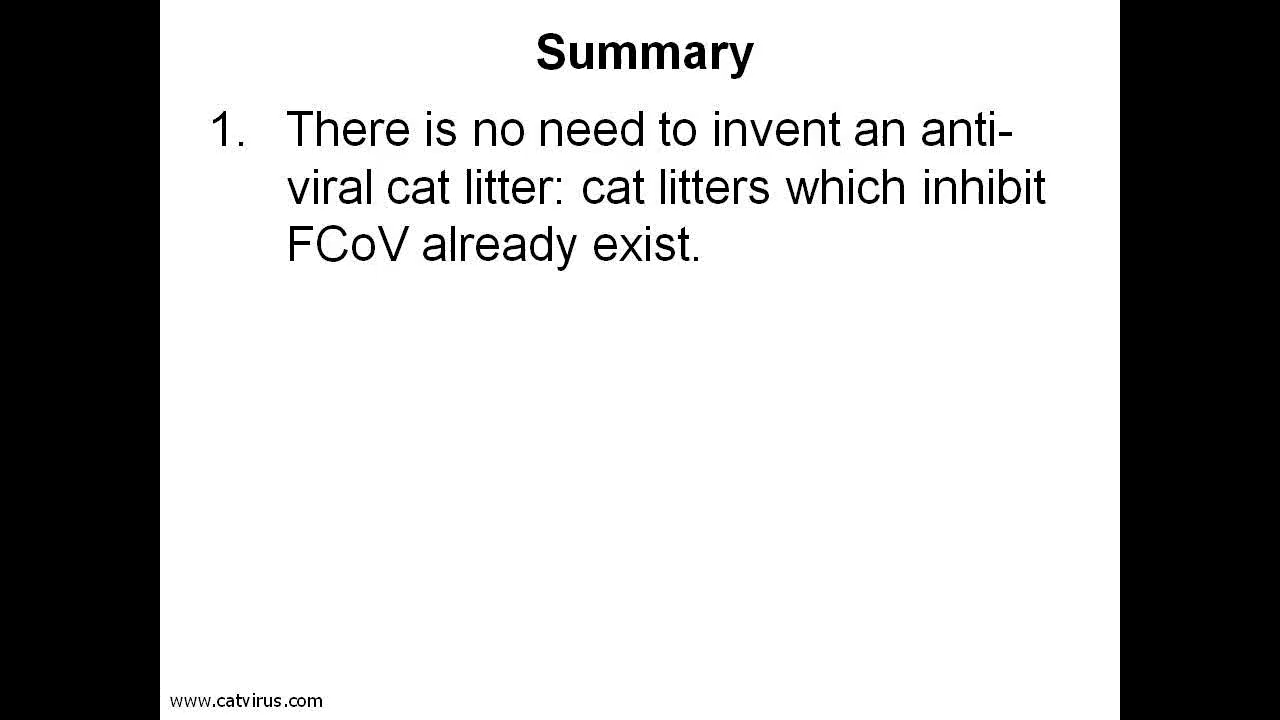 Summary
1. There is no need to invent an anti-
viral cat litter: cat litters which inhibit
FCoV already exist.
www.catvirus.com